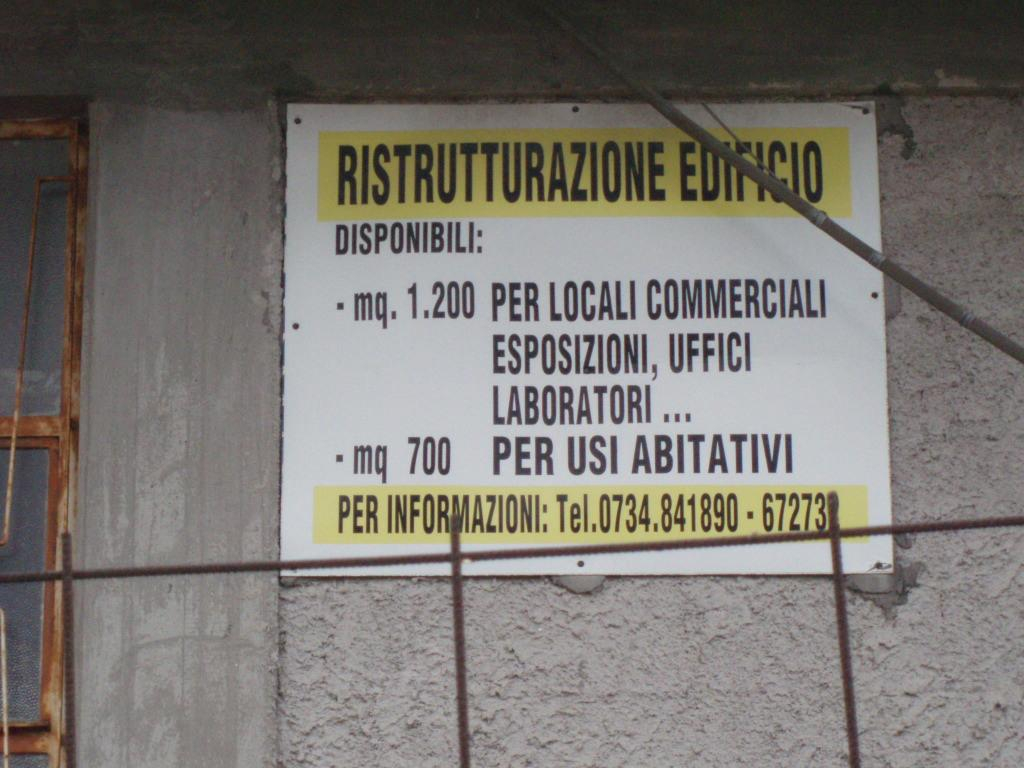 RISTRUTTURAZIONE EDIFICIO
DISPONIBILI:
- mq. 1.200 PER LOCALI COMMERCIALI
ESPOSIZIONI, UFFICI
LABORATORI ...
- mq 700 PER USI ABITATIVI
PER INFORMAZIONI: Tel.0734.841890 -